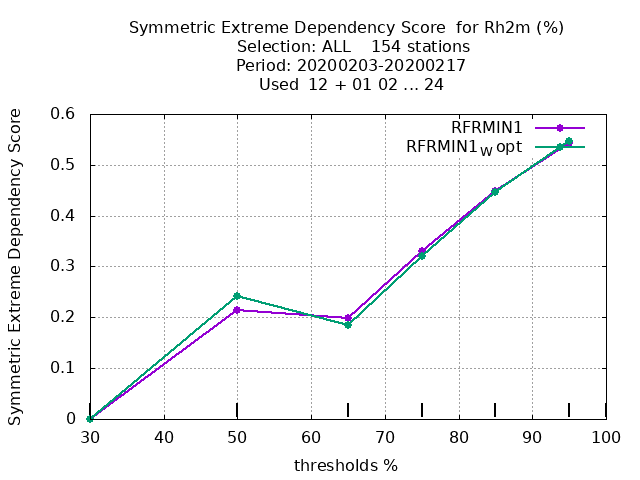 Symmetric Extreme Dependency Score  for Rh2m (%)
Selection: ALL    154 stations
Period: 20200203-20200217
Used  12 + 01 02 ... 24
Symmetric Extreme Dependency Score
0.6
0.5
0.4
0.3
0.2
0.1
0
RFRMIN1
RFRMIN1W opt
30 40 50 60 70 80 90 100
thresholds %